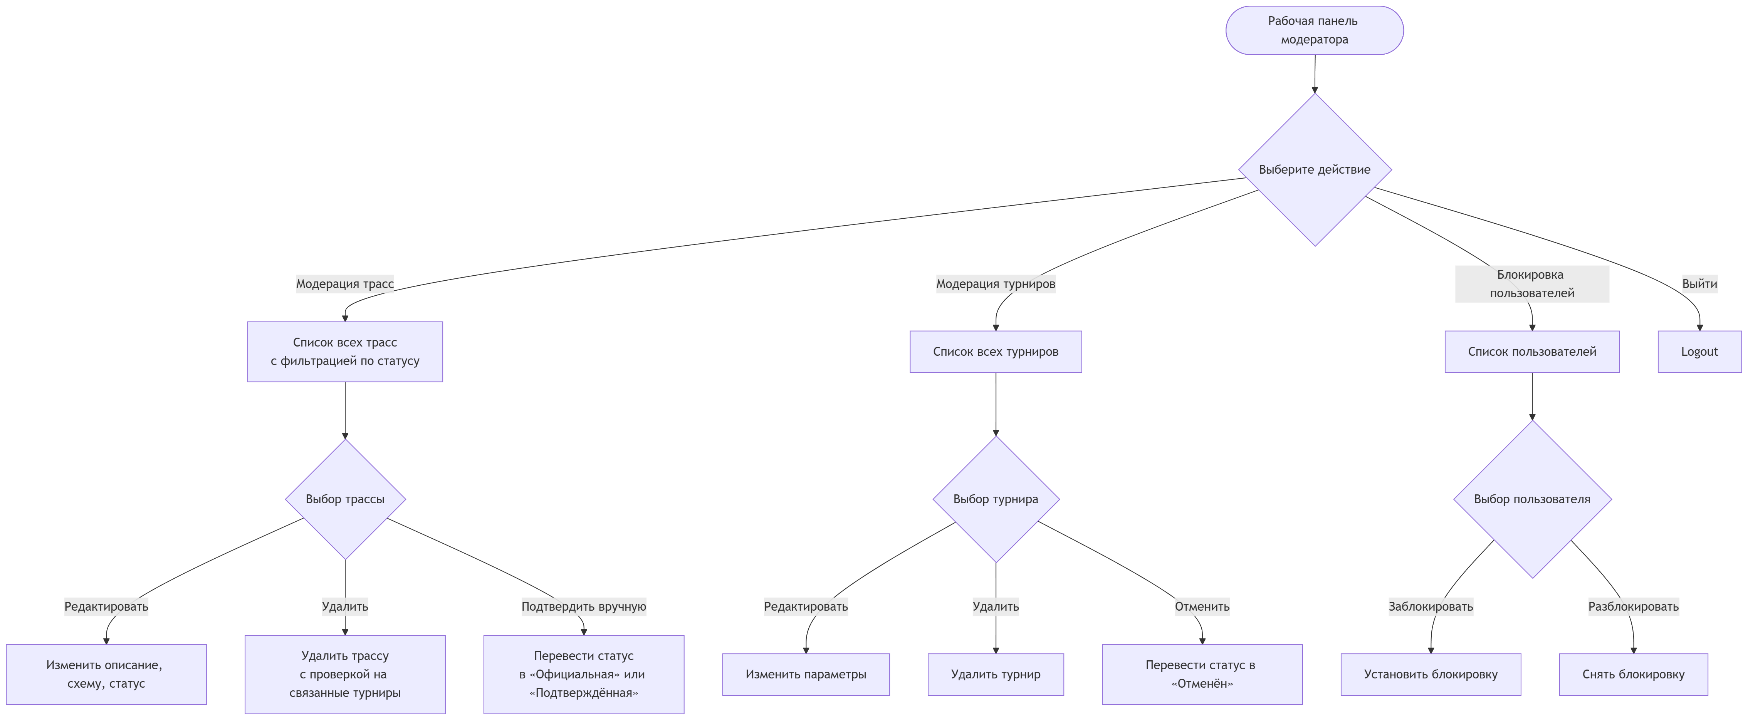 Рабочая панель
модератора
Выберите действие
Модерация трасс
Модерация турниров
Блокировка
пользователей
Выйти
Список всех трасс
с фильтрацией по статусу
Список всех турниров
Список пользователей
Logout
Выбор трассы
Выбор турнира
Выбор пользователя
Редактировать
Удалить
Подтвердить вручную
Редактировать
Удалить
Отменить
Заблокировать
Разблокировать
Изменить описание,
схему, статус
Удалить трассу
с проверкой на
связанные турниры
Перевести статус
в «Официальная» или
«Подтверждённая»
Изменить параметры
Удалить турнир
Перевести статус в
«Отменён»
Установить блокировку
Снять блокировку